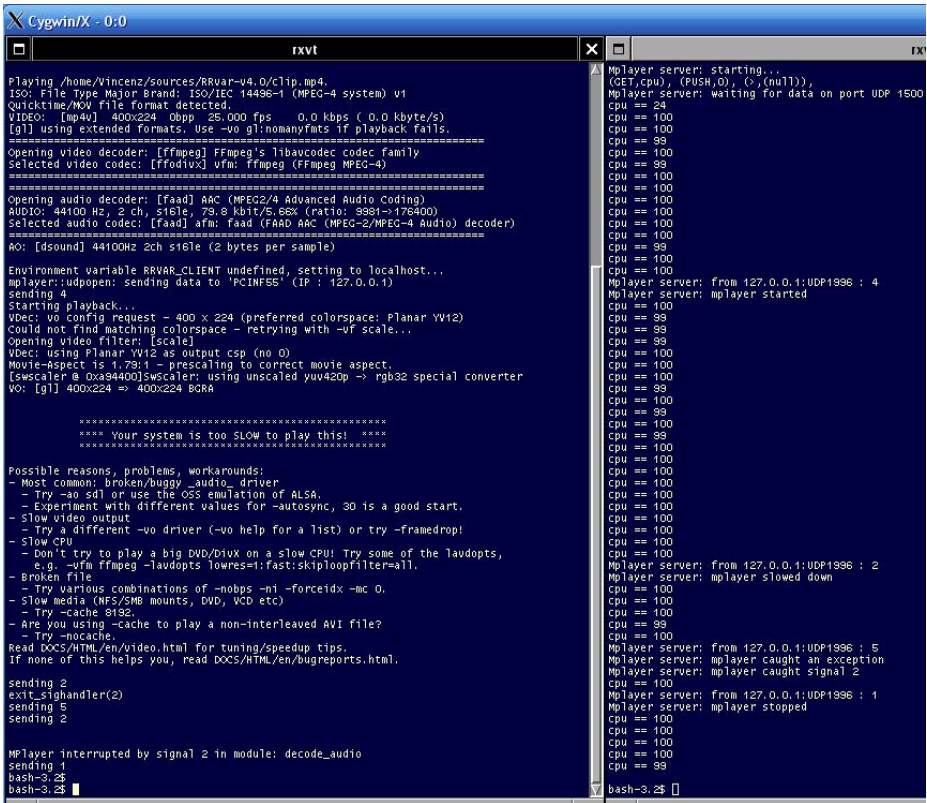 Cygwin/X - 0:0
rxvt
Playing /home/Vincenz/sources/RRvar-v4.0/clip.mp4.
ISO: File Type Major Brand: ISO/IEC 14496-1 (MPEG-4 system) v1
Quicktime/MOV file format detected.
VIDEO:  [mp4v]  400x224  0bpp  25.000 fps    0.0 kbps ( 0.0 kbyte/s)
[gl] using extended formats. Use -vo gl:nomanyfmts if playback fails.
==========================================================================
Opening video decoder: [ffmpeg] FFmpeg's libavcodec codec family
Selected video codec: [ffodivx] vfm: ffmpeg (FFmpeg MPEG-4)
==========================================================================
==========================================================================
Opening audio decoder: [faad] AAC (MPEG2/4 Advanced Audio Coding)
AUDIO: 44100 Hz, 2 ch, s16le, 79.8 kbit/5.66% (ratio: 9981->176400)
Selected audio codec: [faad] afm: faad (FAAD AAC (MPEG-2/MPEG-4 Audio) decoder)
==========================================================================
AO: [dsound] 44100Hz 2ch s16le (2 bytes per sample)
Environment variable RRVAR_CLIENT undefined, setting to localhost...
mplayer::udpopen: sending data to 'PCINF55' (IP : 127.0.0.1)
sending 4
Starting playback...
VDec: vo config request - 400 x 224 (preferred colorspace: Planar YV12)
Could not find matching colorspace - retrying with -vf scale...
Opening video filter: [scale]
VDec: using Planar YV12 as output csp (no 0)
Movie-Aspect is 1.79:1 - prescaling to correct movie aspect.
[swscaler @ 0xa94400]SwScaler: using unscaled yuv420p -> rgb32 special converter
VO: [gl] 400x224 => 400x224 BGRA
************************************************
**** Your system is too SLOW to play this!  ****
************************************************
Possible reasons, problems, workarounds:
- Most common: broken/buggy _audio_ driver
  - Try -ao sdl or use the OSS emulation of ALSA.
  - Experiment with different values for -autosync, 30 is a good start.
- Slow video output
  - Try a different -vo driver (-vo help for a list) or try -framedrop!
- Slow CPU
  - Don't try to play a big DVD/DivX on a slow CPU! Try some of the lavdopts,
    e.g. -vfm ffmpeg -lavdopts lowres=1:fast:skiploopfilter=all.
- Broken file
  - Try various combinations of -nobps -ni -forceidx -mc 0.
- Slow media (NFS/SMB mounts, DVD, VCD etc)
  - Try -cache 8192.
- Are you using -cache to play a non-interleaved AVI file?
  - Try -nocache.
Read DOCS/HTML/en/video.html for tuning/speedup tips.
If none of this helps you, read DOCS/HTML/en/bugreports.html.
sending 2
exit_sighandler(2)
sending 5
sending 2
MPlayer interrupted by signal 2 in module: decode_audio
sending 1
bash-3.2$
bash-3.2$
Mplayer server: starting...
(GET,cpu), (PUSH,0), (>,(null)),
Mplayer server: waiting for data on port UDP 1500
cpu == 24
cpu == 100
cpu == 100
cpu == 99
cpu == 100
cpu == 99
cpu == 100
cpu == 100
cpu == 100
cpu == 100
cpu == 100
cpu == 100
cpu == 99
cpu == 100
cpu == 100
Mplayer server: from 127.0.0.1:UDP1996 : 4
Mplayer server: mplayer started
cpu == 100
cpu == 99
cpu == 99
cpu == 99
cpu == 100
cpu == 100
cpu == 100
cpu == 99
cpu == 100
cpu == 99
cpu == 100
cpu == 99
cpu == 100
cpu == 100
cpu == 100
cpu == 100
cpu == 100
cpu == 100
cpu == 100
cpu == 100
cpu == 100
cpu == 100
Mplayer server: from 127.0.0.1:UDP1996 : 2
Mplayer server: mplayer slowed down
cpu == 100
cpu == 100
cpu == 100
cpu == 99
cpu == 100
Mplayer server: from 127.0.0.1:UDP1996 : 5
Mplayer server: mplayer caught an exception
Mplayer server: mplayer caught signal 2
cpu == 100
Mplayer server: from 127.0.0.1:UDP1996 : 1
Mplayer server: mplayer stopped
cpu == 100
cpu == 100
cpu == 100
cpu == 100
cpu == 99
bash-3.2$